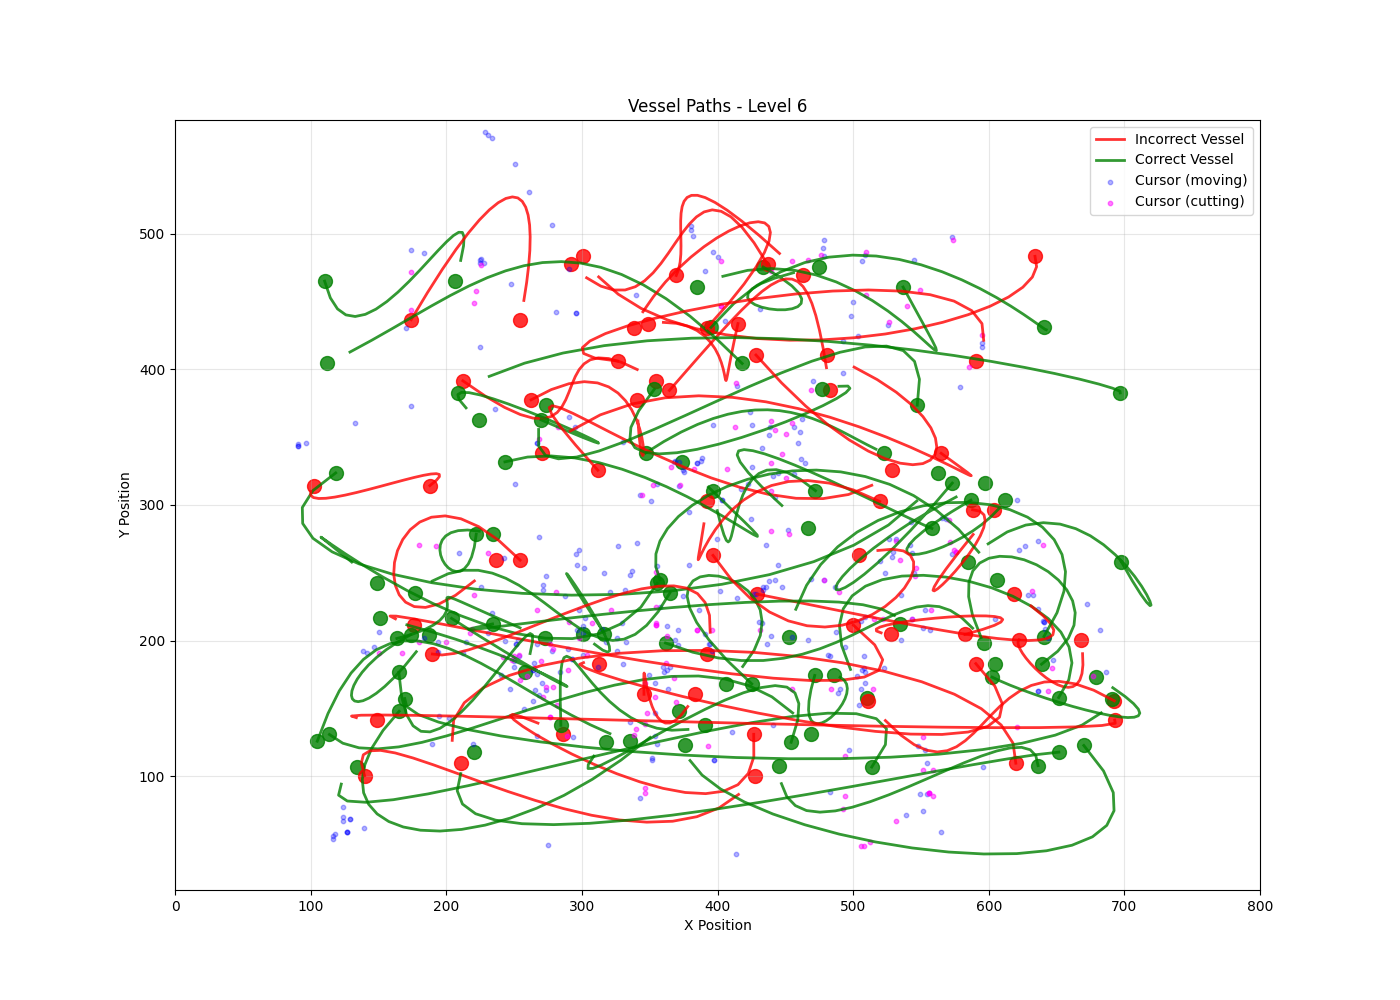 Vessel Paths - Level 6
Incorrect Vessel
Correct Vessel
Cursor (moving)
Cursor (cutting)
Y Position
500
400
300
200
100
0 100 200 300 400 500 600 700 800
X Position